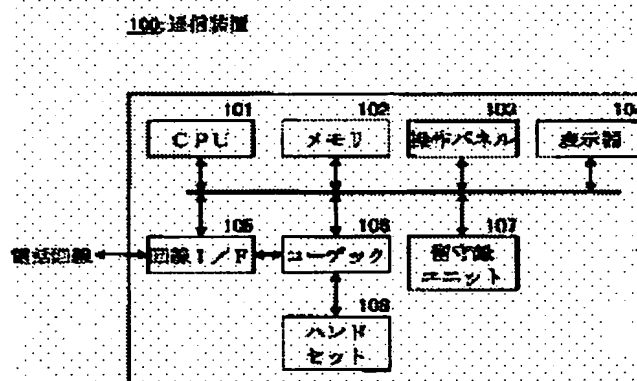 100:通信装置
101 102 103 10
CPU メモリ 操作パネル 表示器
105 106 107
電話回線 回線I/F コーデック 留守録
ユニット
108
ハンド
セット